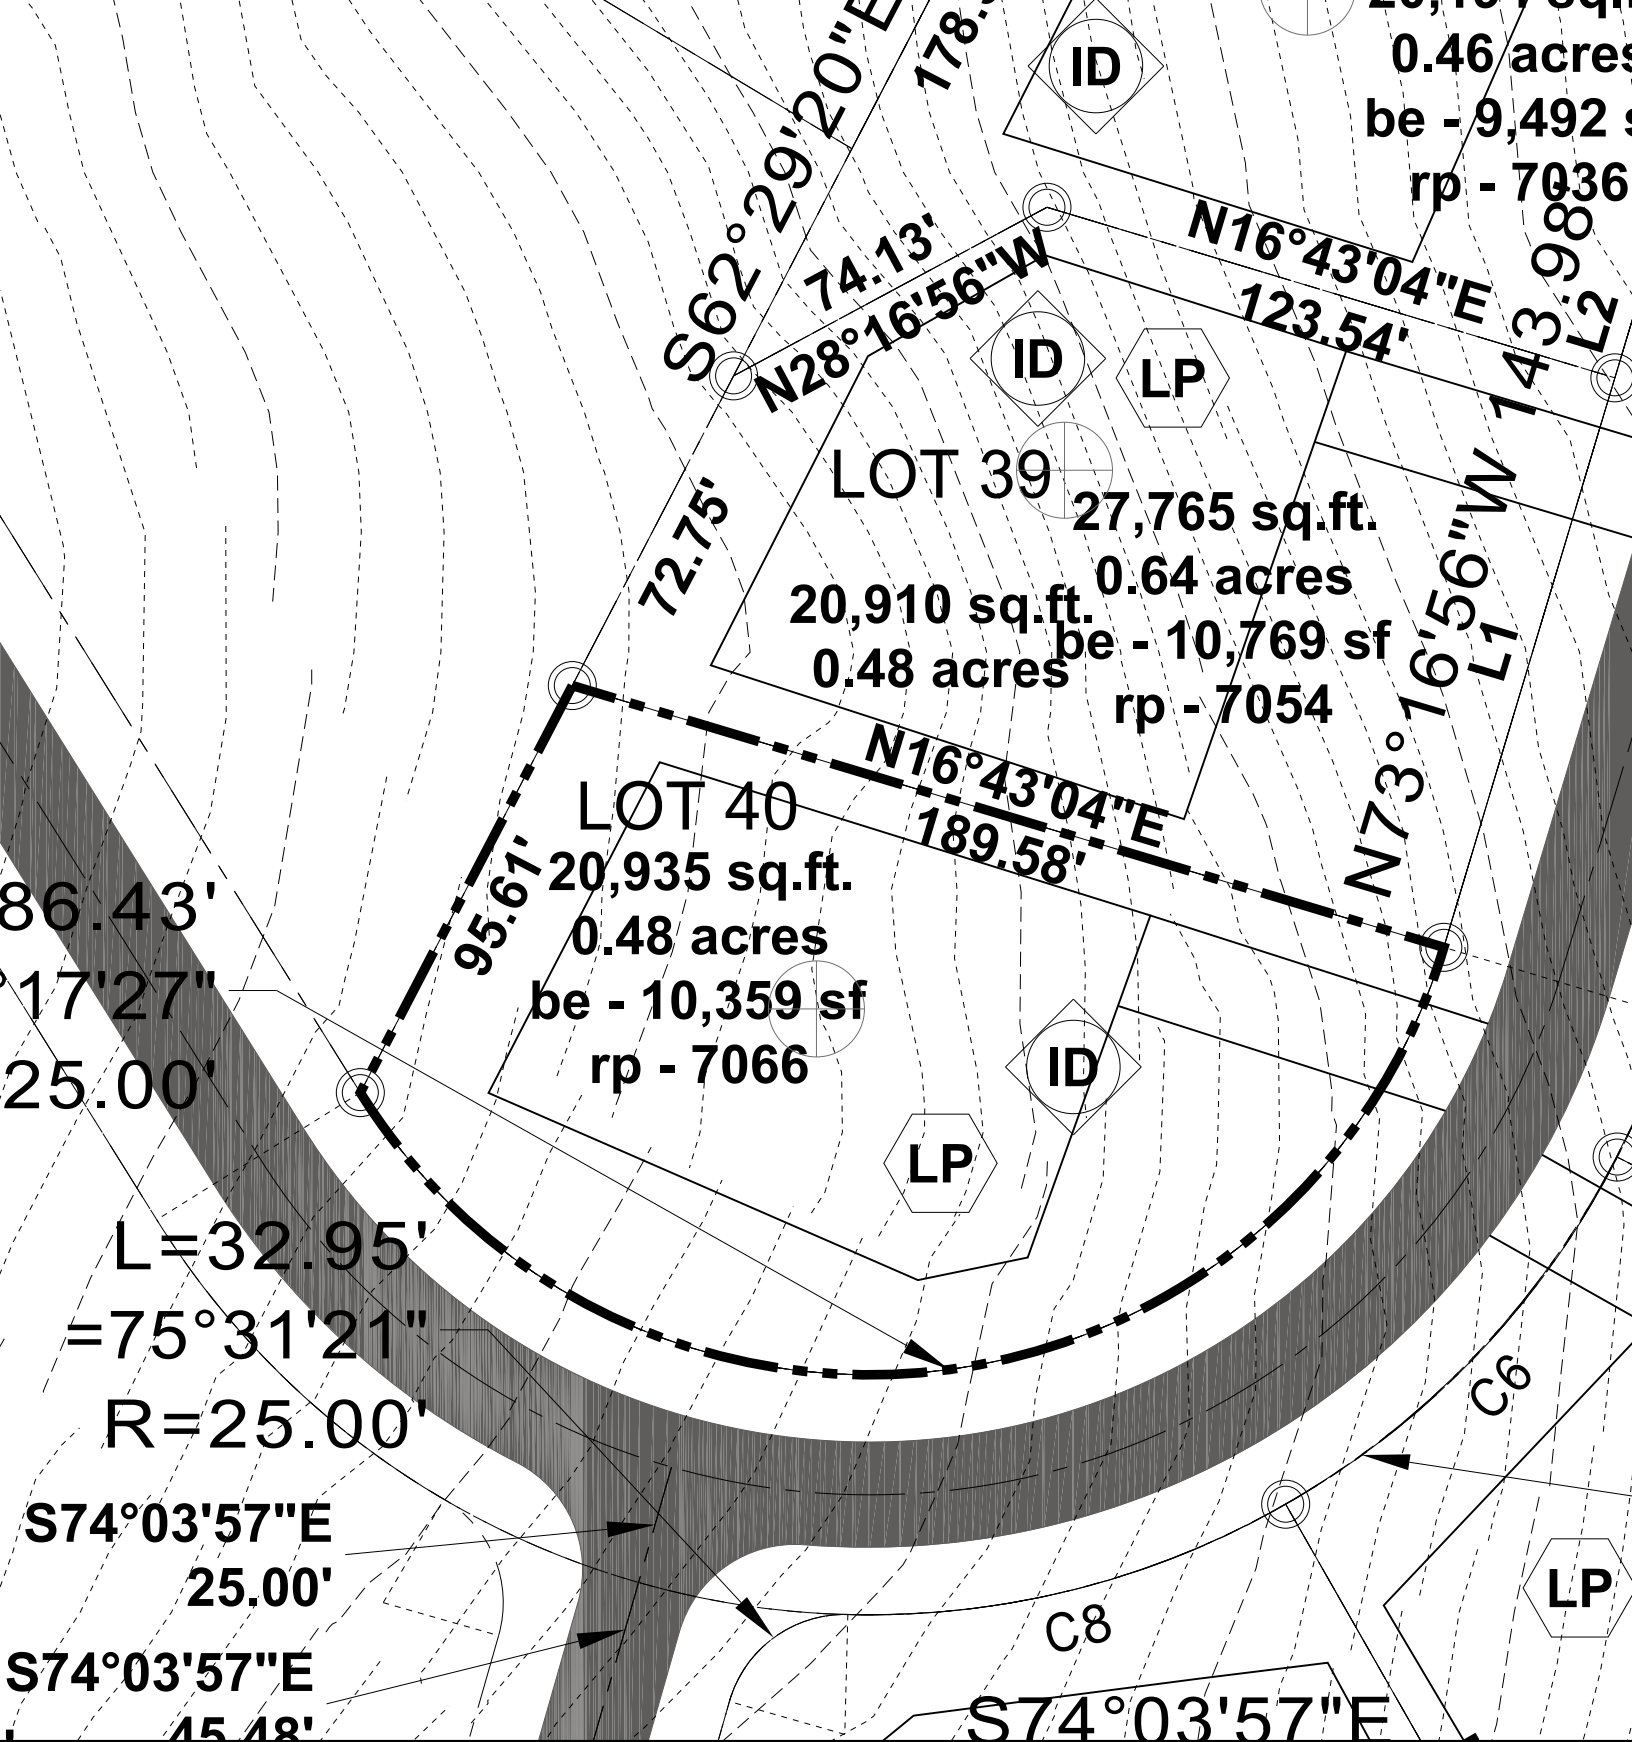 0.46 acres
be - 9,492
rp - 7036
ID
S62°29'20"E
178.
74.13'
N28°16'56"W
N16°43'04"E
123.54'
L2
ID
LP
LOT 39
27,765 sq.ft.
0.64 acres
be - 10,769 sf
rp - 7054
20,910 sq.ft.
0.48 acres
72.75'
N73°16'56"W 143.98'
L1
N16°43'04"E
189.58'
LOT 40
20,935 sq.ft.
0.48 acres
be - 10,359 sf
rp - 7066
95.61'
ID
LP
86.43'
°17'27"
25.00'
L=32.95'
=75°31'21"
R=25.00'
S74°03'57"E
25.00'
S74°03'57"E
45.48'
C6
C8
LP
S74°03'57"E